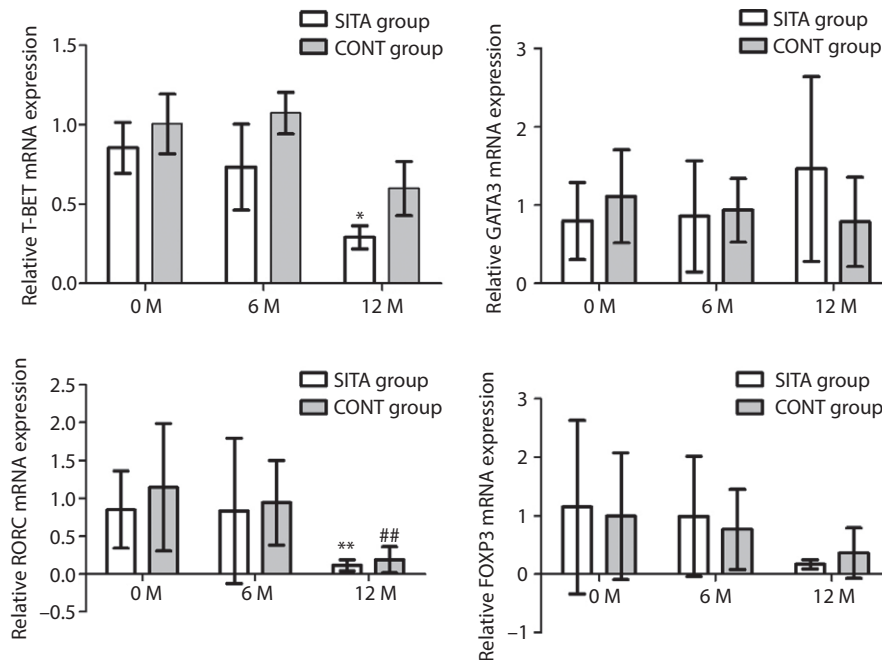 Relative T-BET mRNA expression
1.5
1.0
0.5
0.0
SITA group
CONT group
*
0 M
6 M
12 M
Relative GATA3 mRNA expression
3
2
1
0
SITA group
CONT group
0 M
6 M
12 M
Relative RORC mRNA expression
2.5
2.0
1.5
1.0
0.5
0.0
−0.5
SITA group
CONT group
**
##
0 M
6 M
12 M
Relative FOXP3 mRNA expression
3
2
1
0
−1
SITA group
CONT group
0 M
6 M
12 M